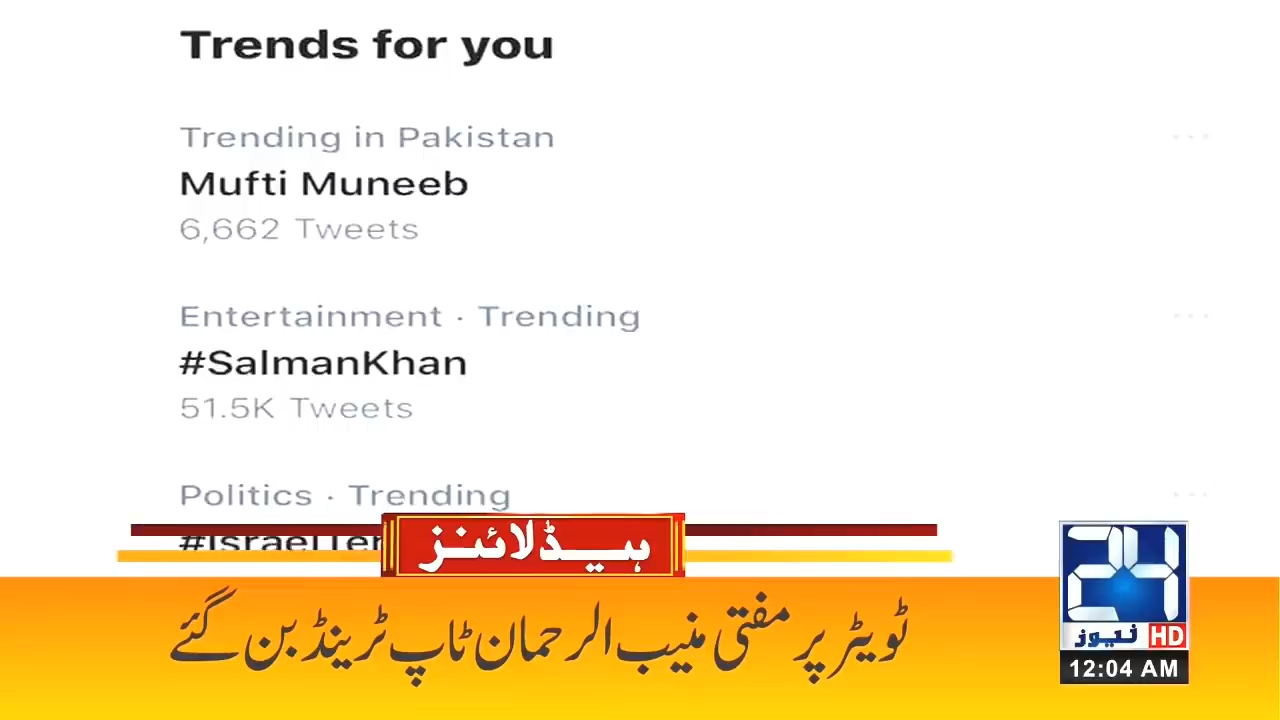 Trends for you
Trending in Pakistan
Mufti Muneeb
6,662 Tweets
Entertainment · Trending
#SalmanKhan
51.5K Tweets
Politics · Trending
ہیڈلائنز
ٹویٹر پر مفتی منیب الرحمان ٹاپ ٹرینڈ بن گئے
24
نیوز HD
12:04 AM